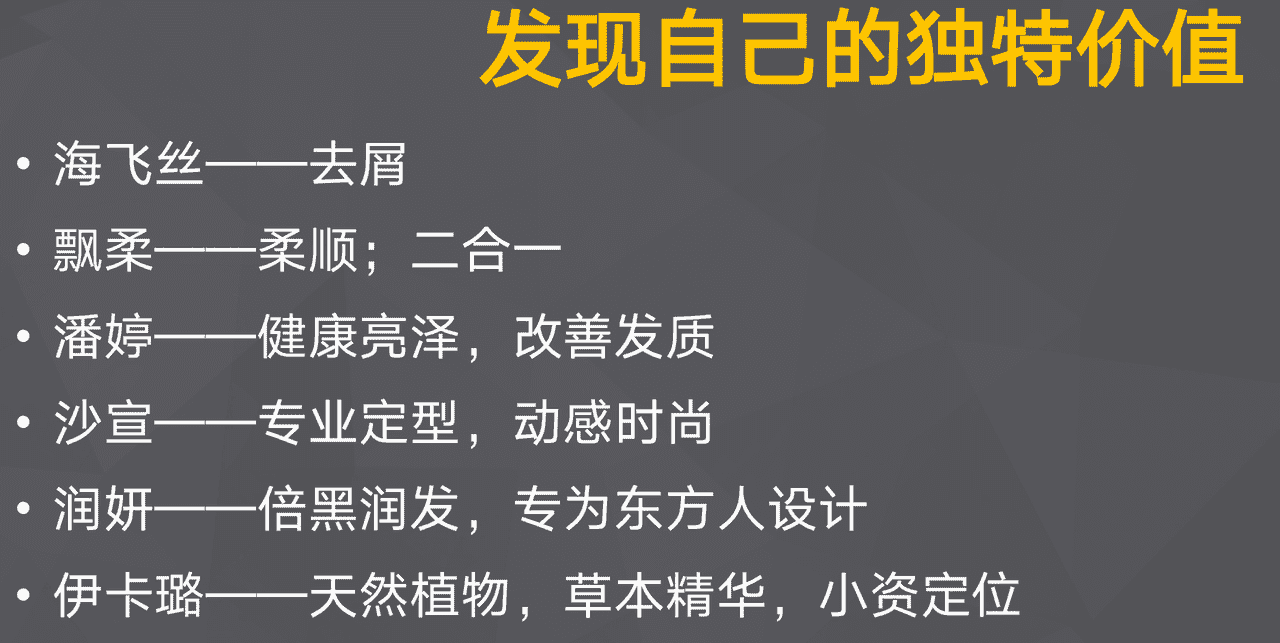 发现自己的独特价值
• 海飞丝——去屑
• 飘柔——柔顺；二合一
• 潘婷——健康亮泽，改善发质
• 沙宣——专业定型，动感时尚
• 润妍——倍黑润发，专为东方人设计
• 伊卡璐——天然植物，草本精华，小资定位